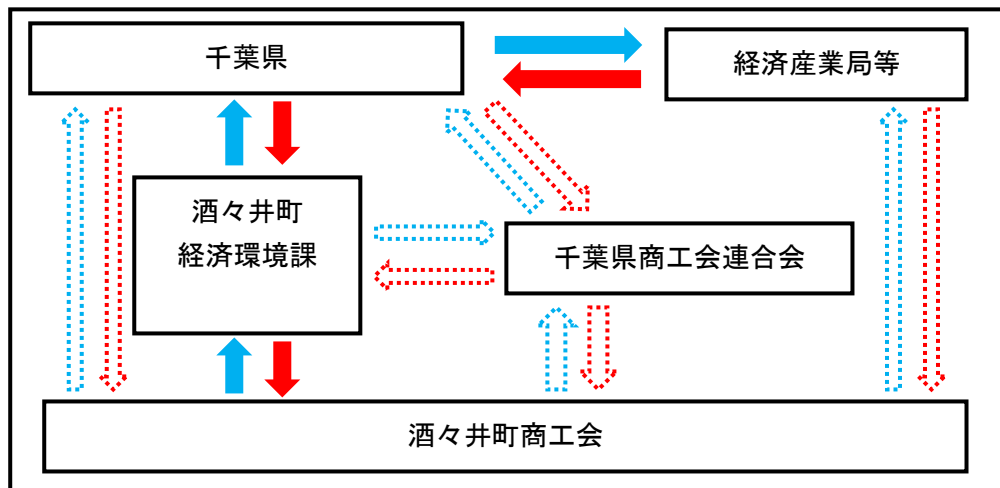 千葉県
経済産業局等
酒々井町
経済環境課
千葉県商工会連合会
酒々井町商工会